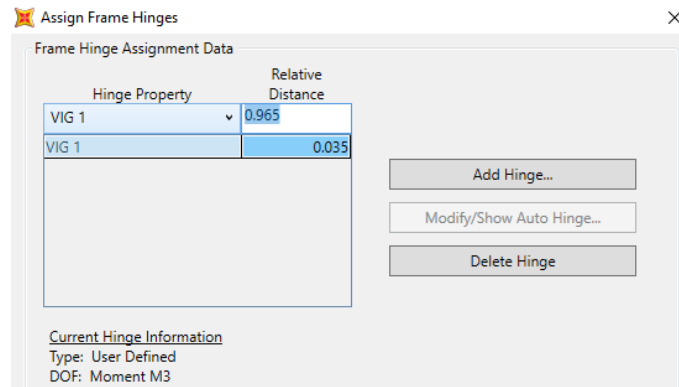 Assign Frame Hinges
Frame Hinge Assignment Data
Hinge Property
Relative
Distance
VIG 1 0.965
VIG 1 0.035
Add Hinge...
Modify/Show Auto Hinge...
Delete Hinge
Current Hinge Information
Type: User Defined
DOF: Moment M3